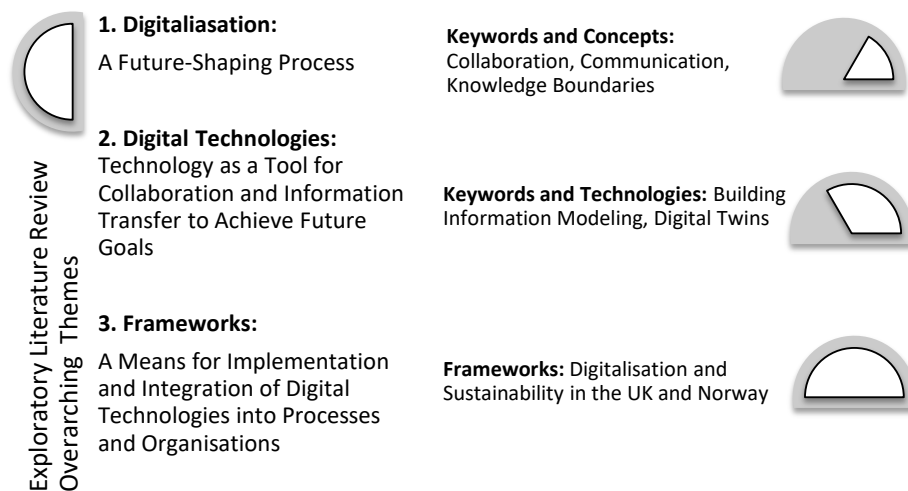 Exploratory Literature Review
Overarching Themes
1. Digitaliasation:
A Future-Shaping Process
Keywords and Concepts:
Collaboration, Communication,
Knowledge Boundaries
2. Digital Technologies:
Technology as a Tool for
Collaboration and Information
Transfer to Achieve Future
Goals
Keywords and Technologies: Building
Information Modeling, Digital Twins
3. Frameworks:
A Means for Implementation
and Integration of Digital
Technologies into Processes
and Organisations
Frameworks: Digitalisation and
Sustainability in the UK and Norway